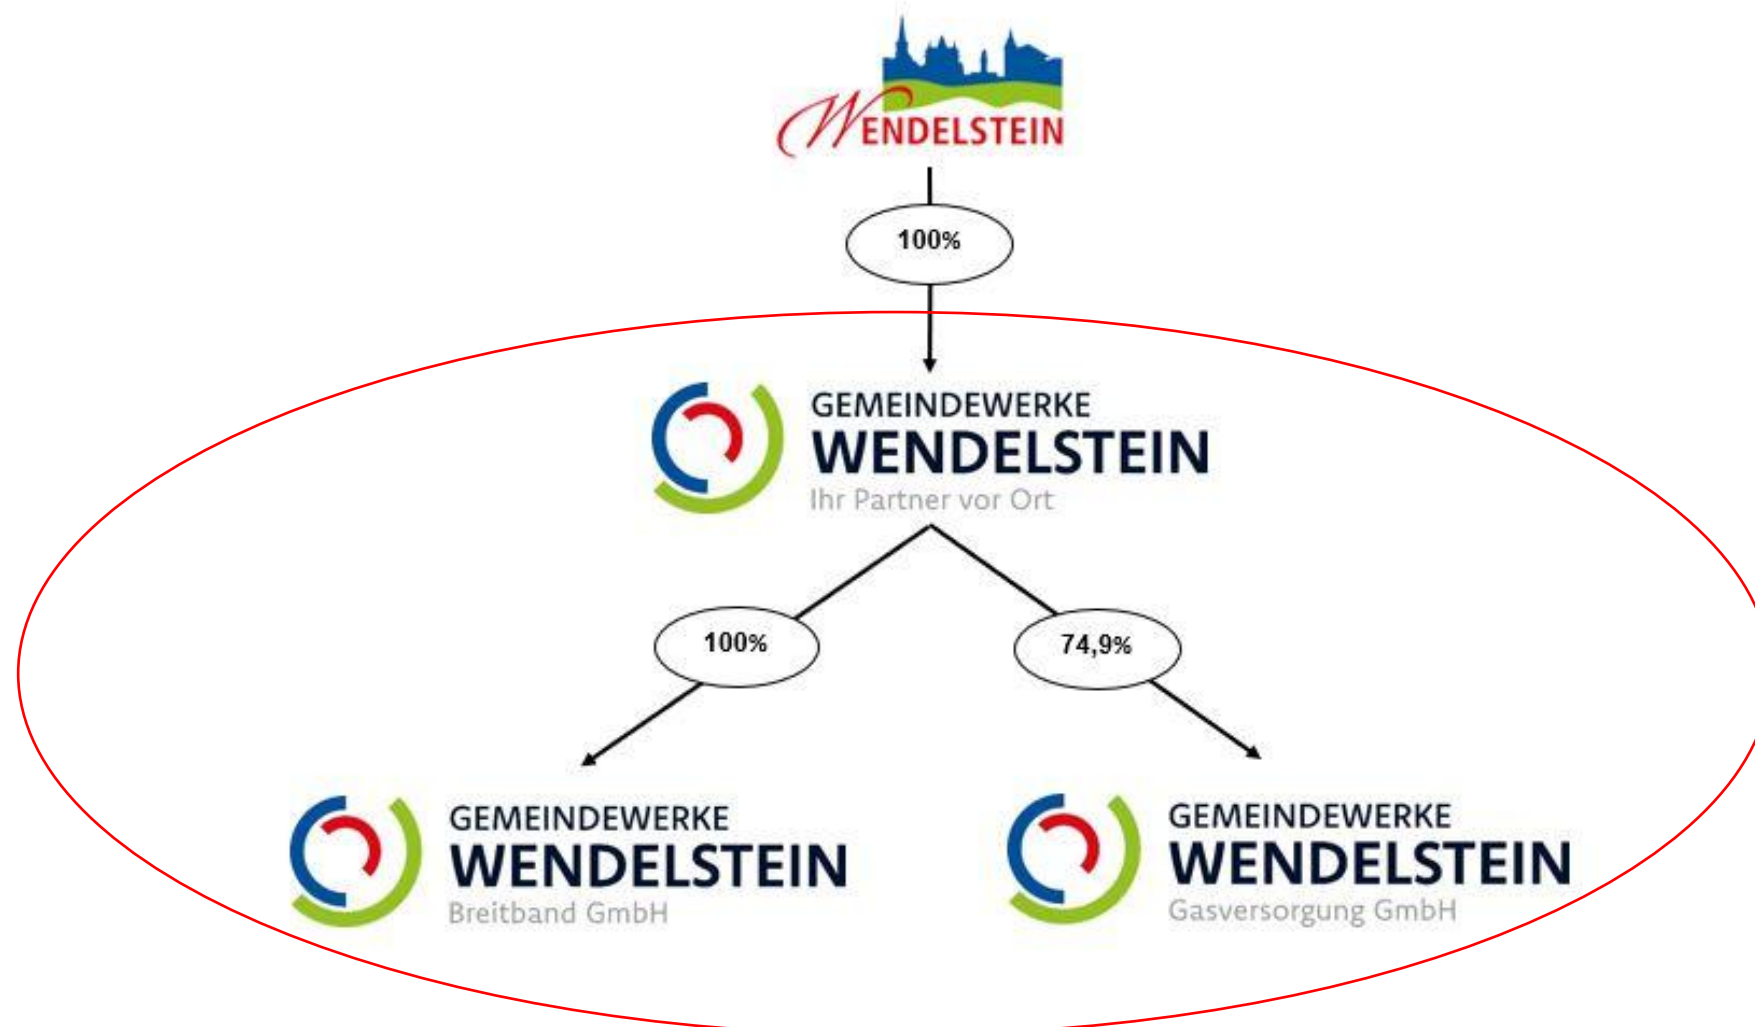 WENDELSTEIN
100%
GEMEINDEWERKE
WENDELSTEIN
Ihr Partner vor Ort
100%
74,9%
GEMEINDEWERKE
WENDELSTEIN
Breitband GmbH
GEMEINDEWERKE
WENDELSTEIN
Gasversorgung GmbH